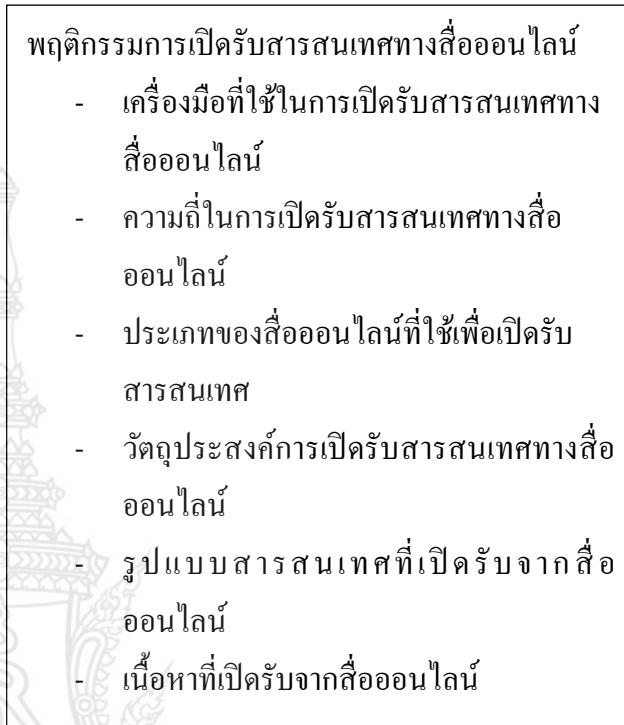 พฤติกรรมการเปิดรับสารสนเทศทางสื่อออนไลน์
- เครื่องมือที่ใช้ในการเปิดรับสารสนเทศทาง
สื่อออนไลน์
- ความถี่ในการเปิดรับสารสนเทศทางสื่อ
ออนไลน์
- ประเภทของสื่อออนไลน์ที่ใช้เพื่อเปิดรับ
สารสนเทศ
- วัตถุประสงค์การเปิดรับสารสนเทศทางสื่อ
ออนไลน์
- รูปแบบสารสนเทศที่เปิดรับจากสื่อ
ออนไลน์
- เนื้อหาที่เปิดรับจากสื่อออนไลน์